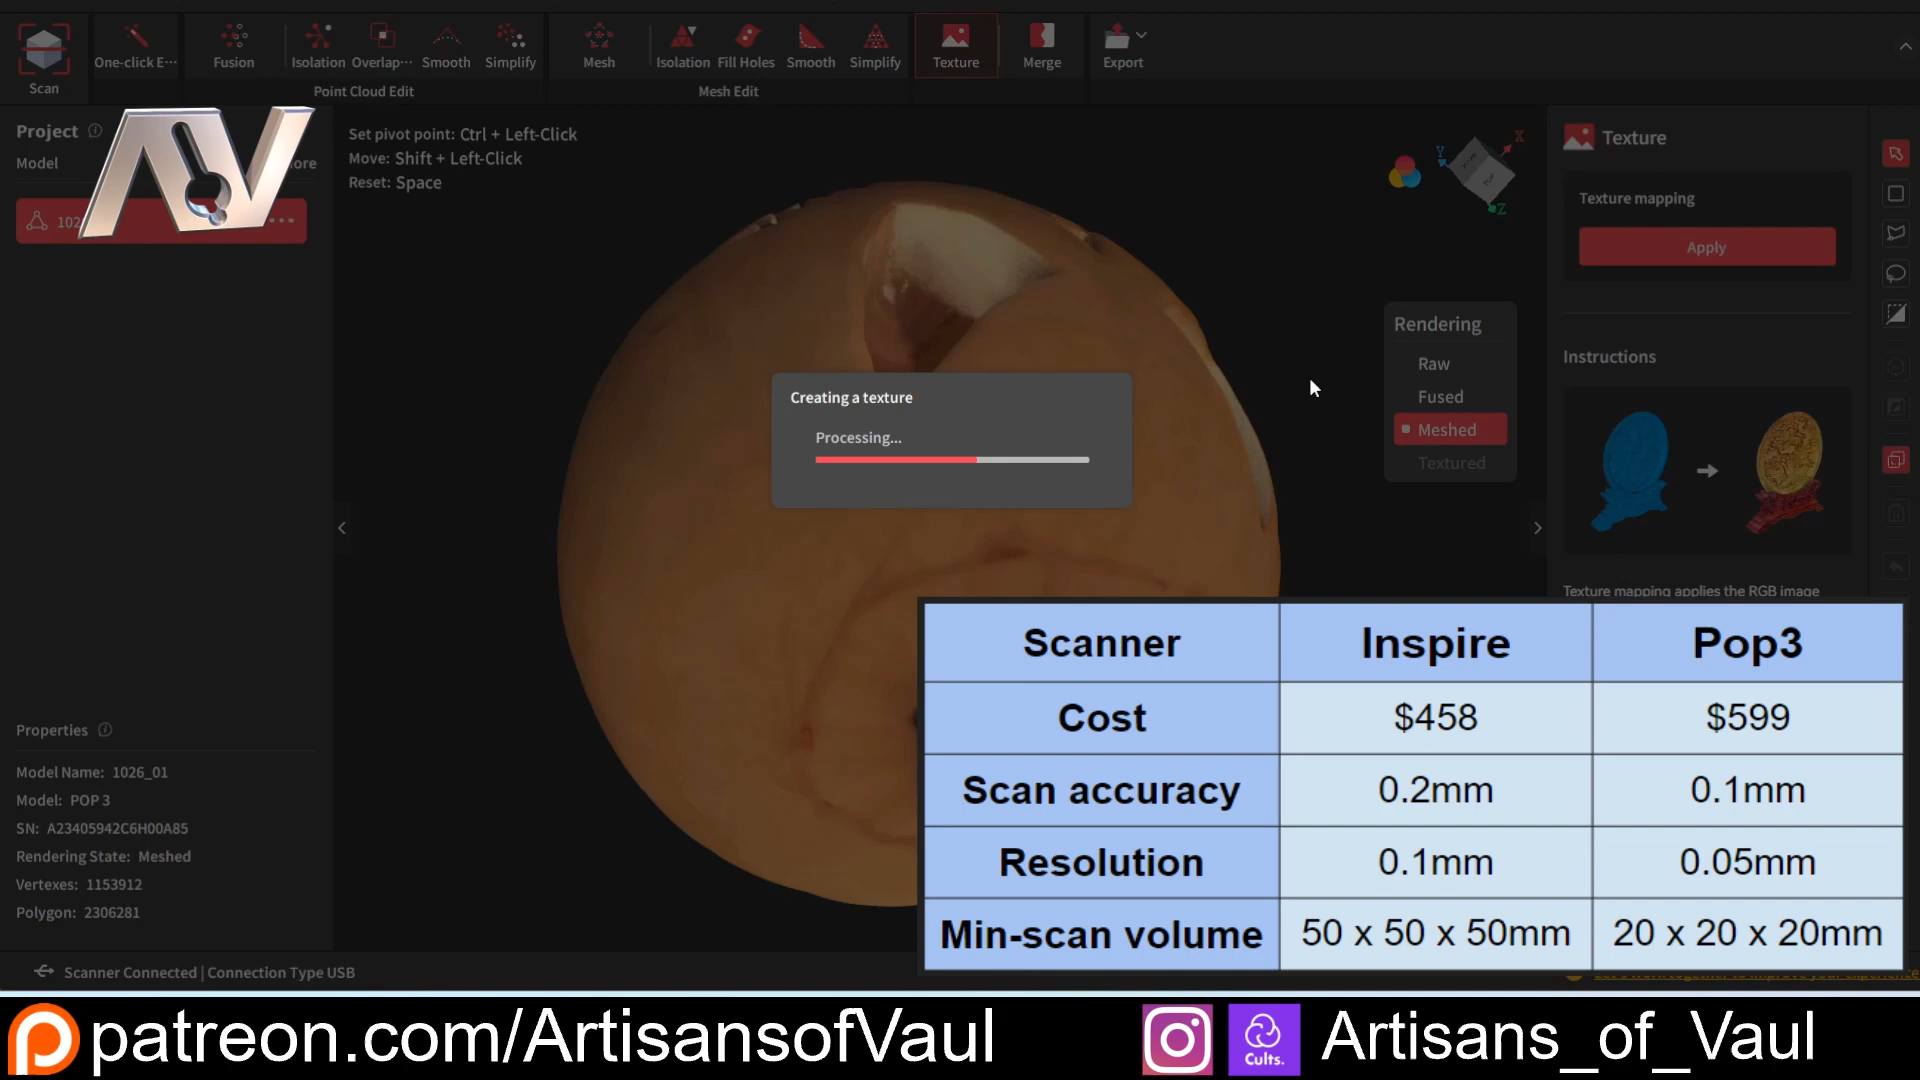 One-click E···
Fusion
Isolation
Overlap···
Smooth
Simplify
Mesh
Isolation
Fill Holes
Smooth
Simplify
Texture
Merge
Export
Scan
Point Cloud Edit
Mesh Edit
Project
Model
ore
102
AV
Set pivot point: Ctrl + Left-Click
Move: Shift + Left-Click
Reset: Space
X
Y
Z
TOP
Texture
Texture mapping
Apply
Rendering
Raw
Fused
Meshed
Textured
Instructions
Texture mapping applies the RGB image
Creating a texture
Processing...
Properties
Model Name: 1026_01
Model: POP 3
SN: A23405942C6H00A85
Rendering State: Meshed
Vertexes: 1153912
Polygon: 2306281
Scanner Connected | Connection Type USB
Scanner Inspire Pop3
Cost $458 $599
Scan accuracy 0.2mm 0.1mm
Resolution 0.1mm 0.05mm
Min-scan volume 50 x 50 x 50mm 20 x 20 x 20mm
patreon.com/ArtisansofVaul
Cults.
Artisans_of_Vaul